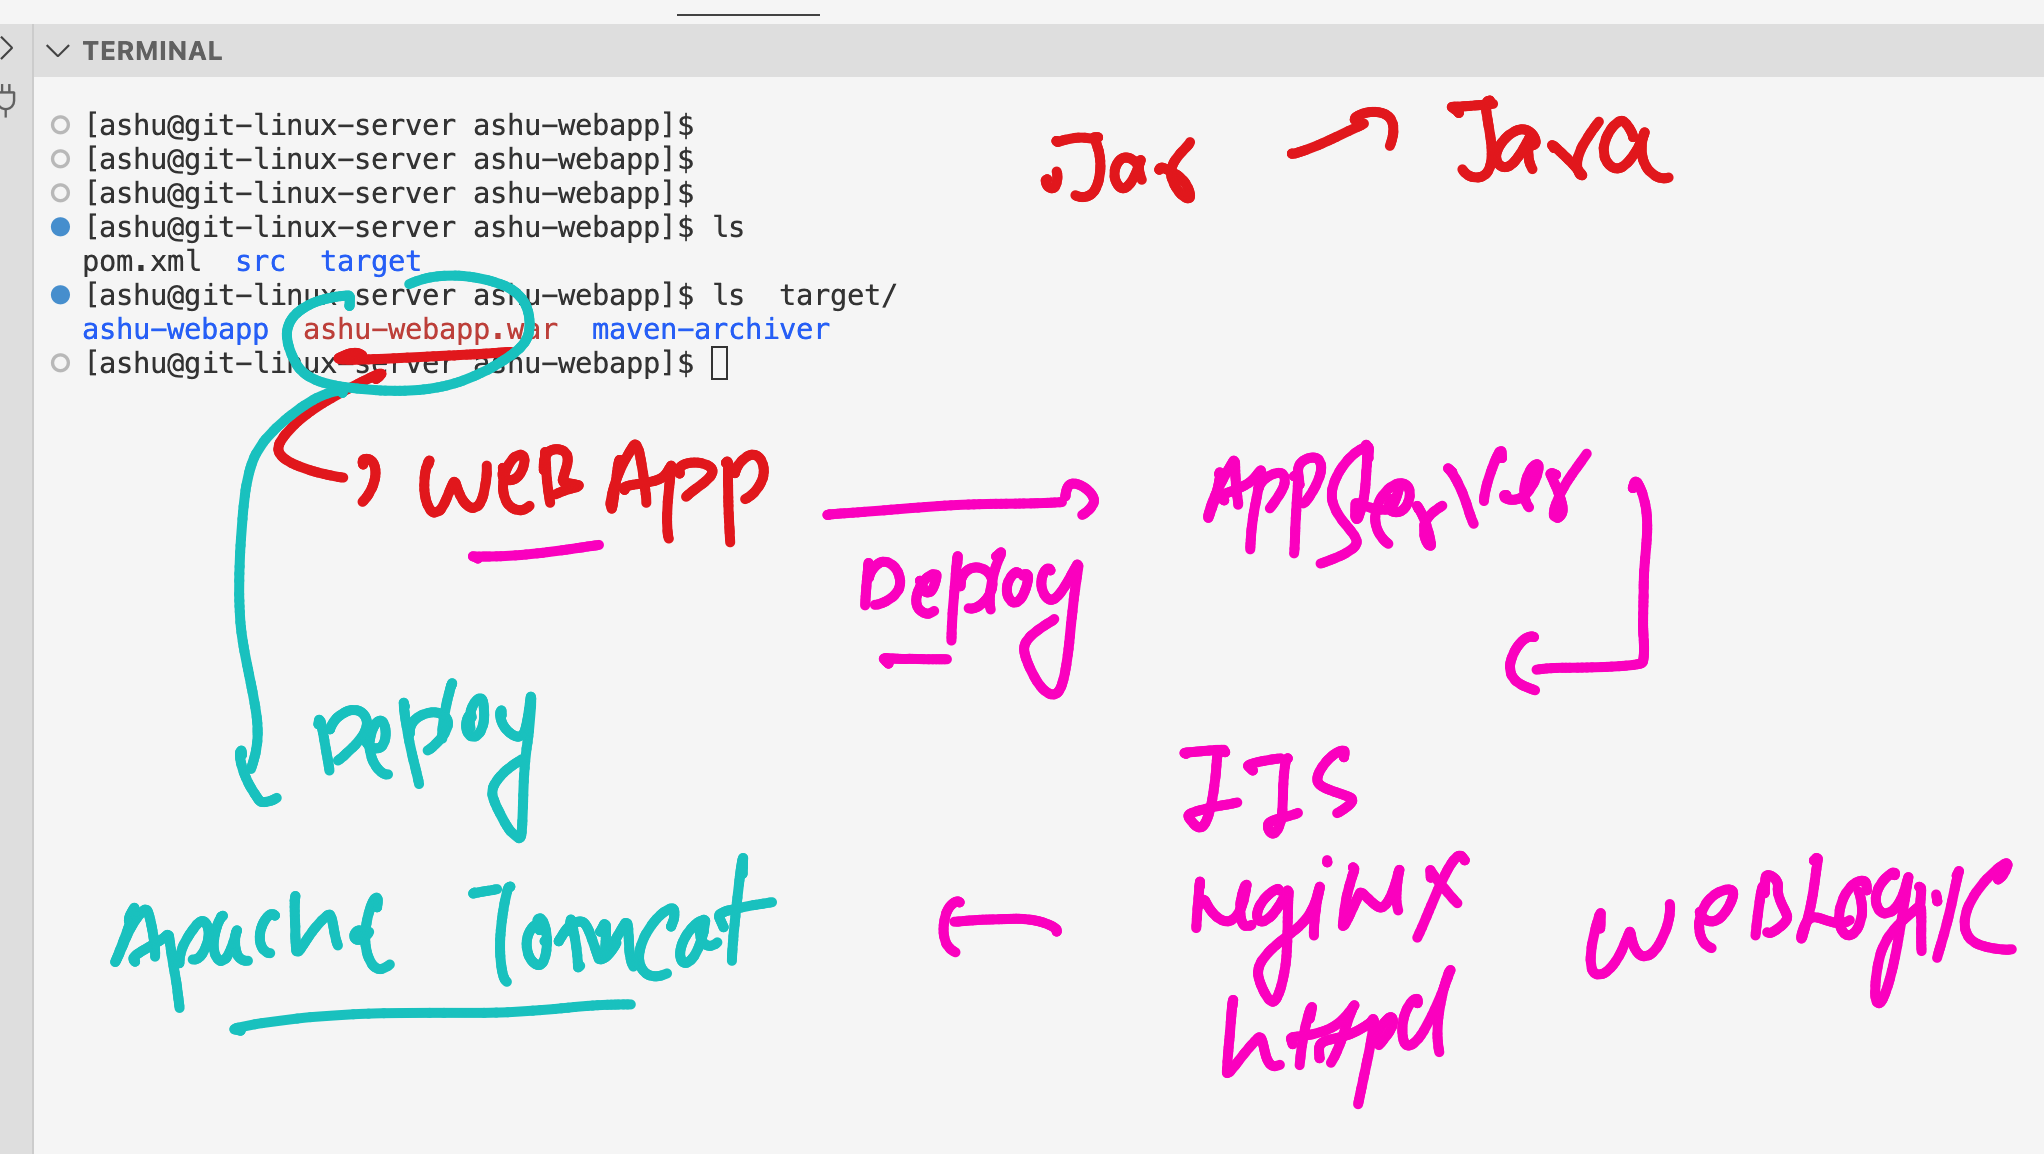 TERMINAL
[ashu@git-linux-server ashu-webapp]$
[ashu@git-linux-server ashu-webapp]$
[ashu@git-linux-server ashu-webapp]$
[ashu@git-linux-server ashu-webapp]$ ls
pom.xml src target
[ashu@git-linux-server ashu-webapp]$ ls target/
ashu-webapp ashu-webapp.war maven-archiver
[ashu@git-linux-server ashu-webapp]$
.Jar Java
WEB App
AppServer
Deploy
Deploy
IIS
Nginx
WEBLogic
httpd
Apache Tomcat